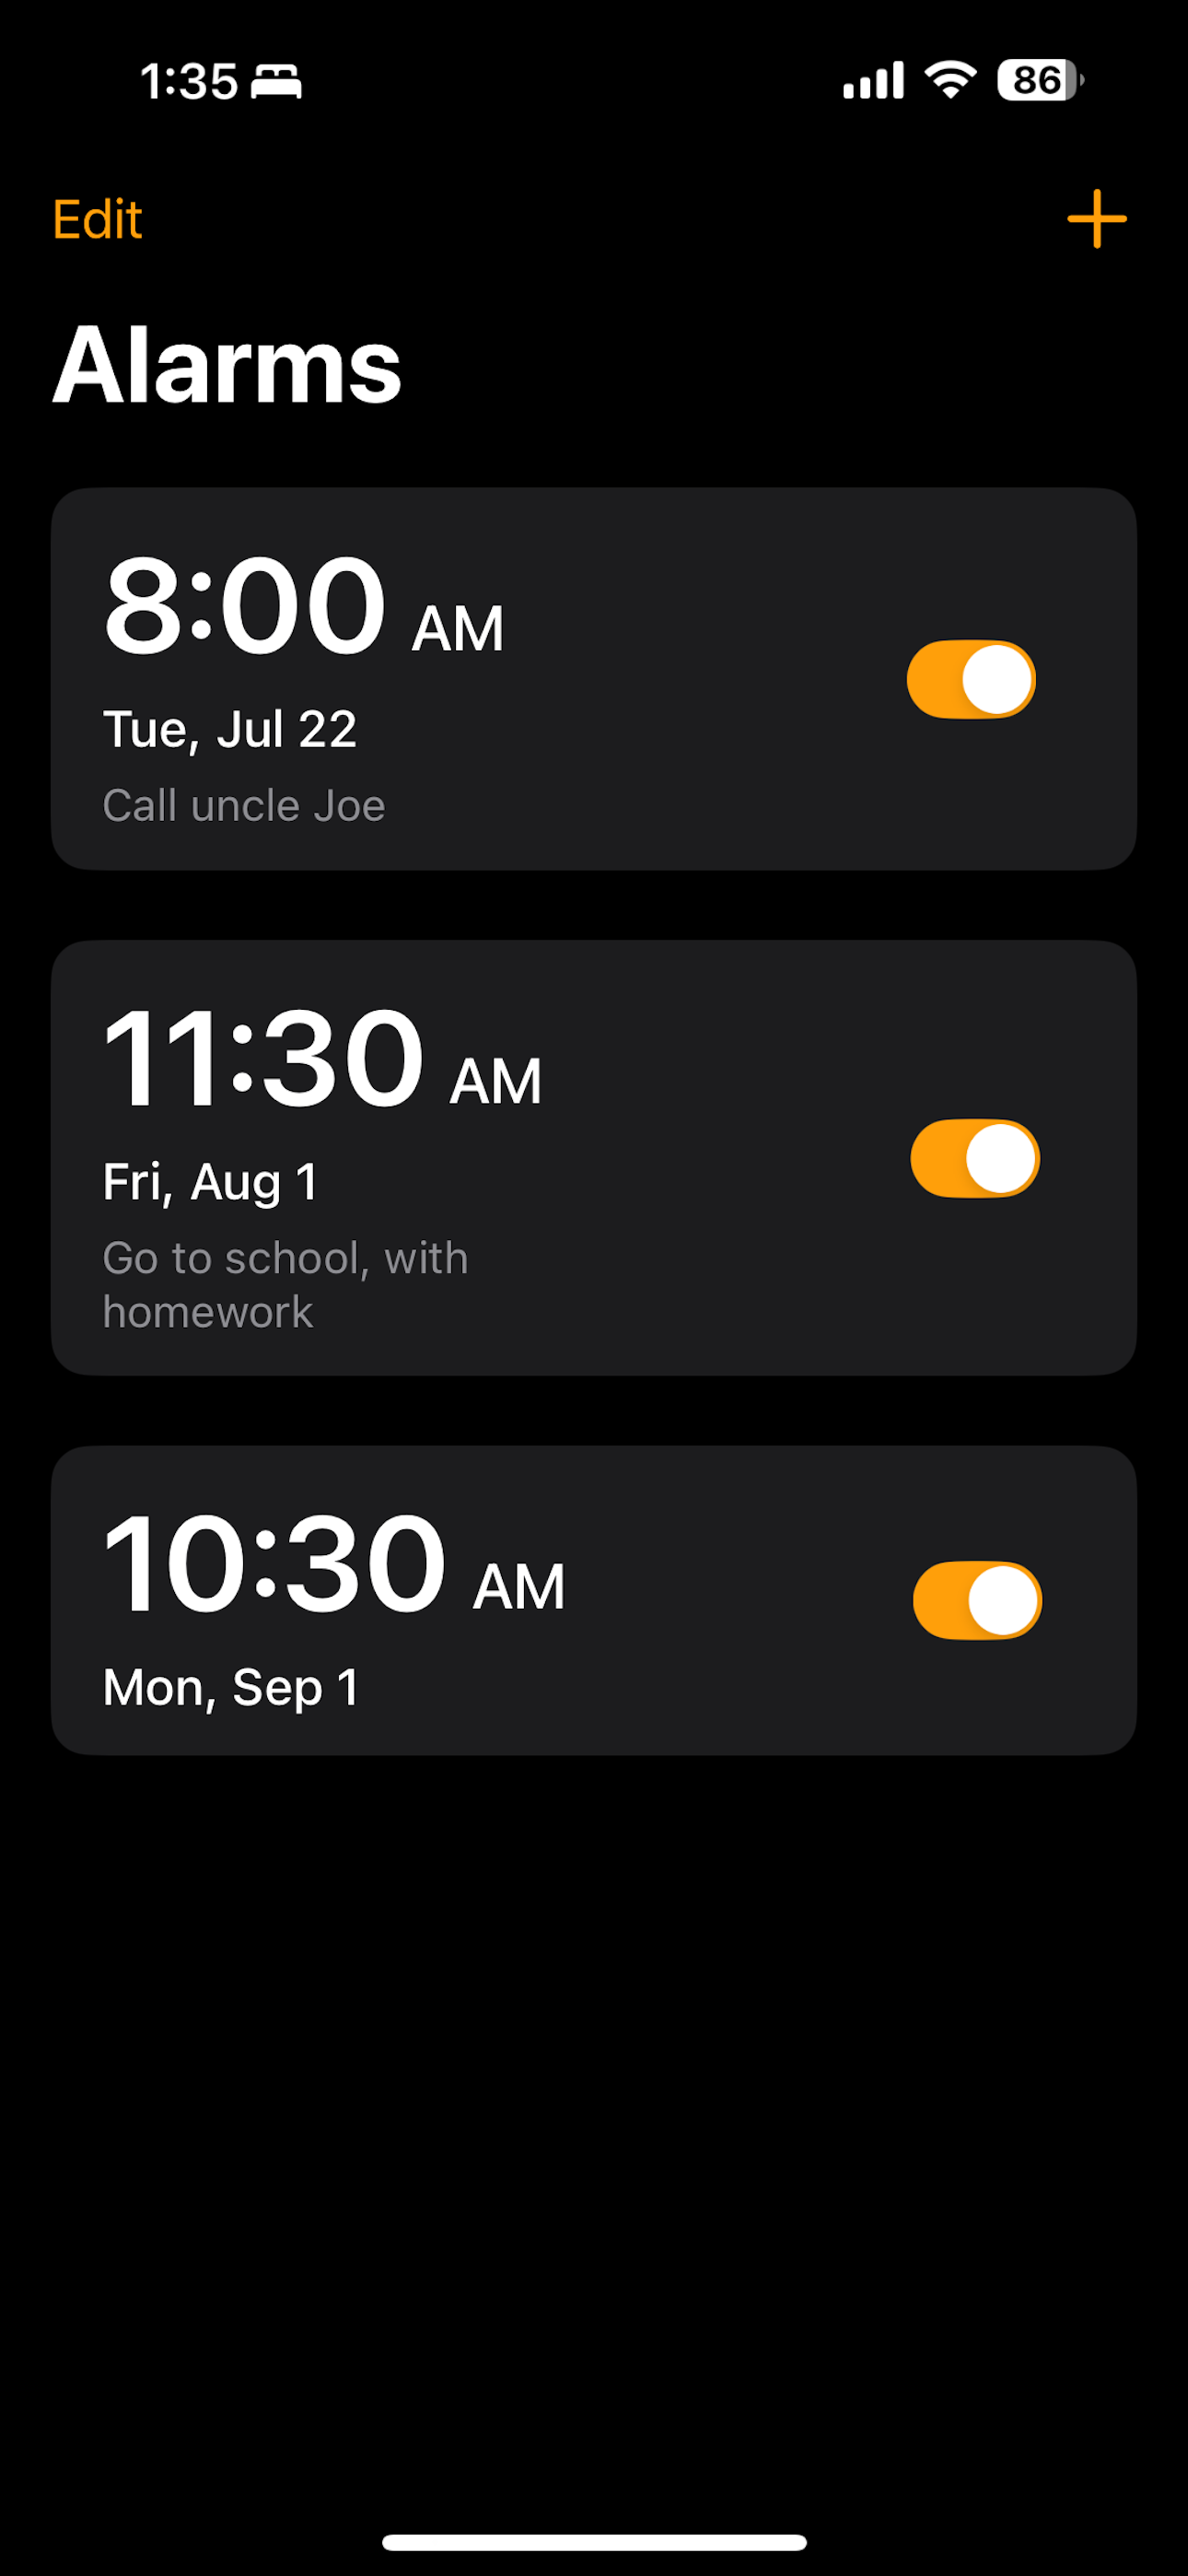 1:35
86
Edit
Alarms
8:00 AM
Tue, Jul 22
Call uncle Joe
11:30 AM
Fri, Aug 1
Go to school, with
homework
10:30 AM
Mon, Sep 1